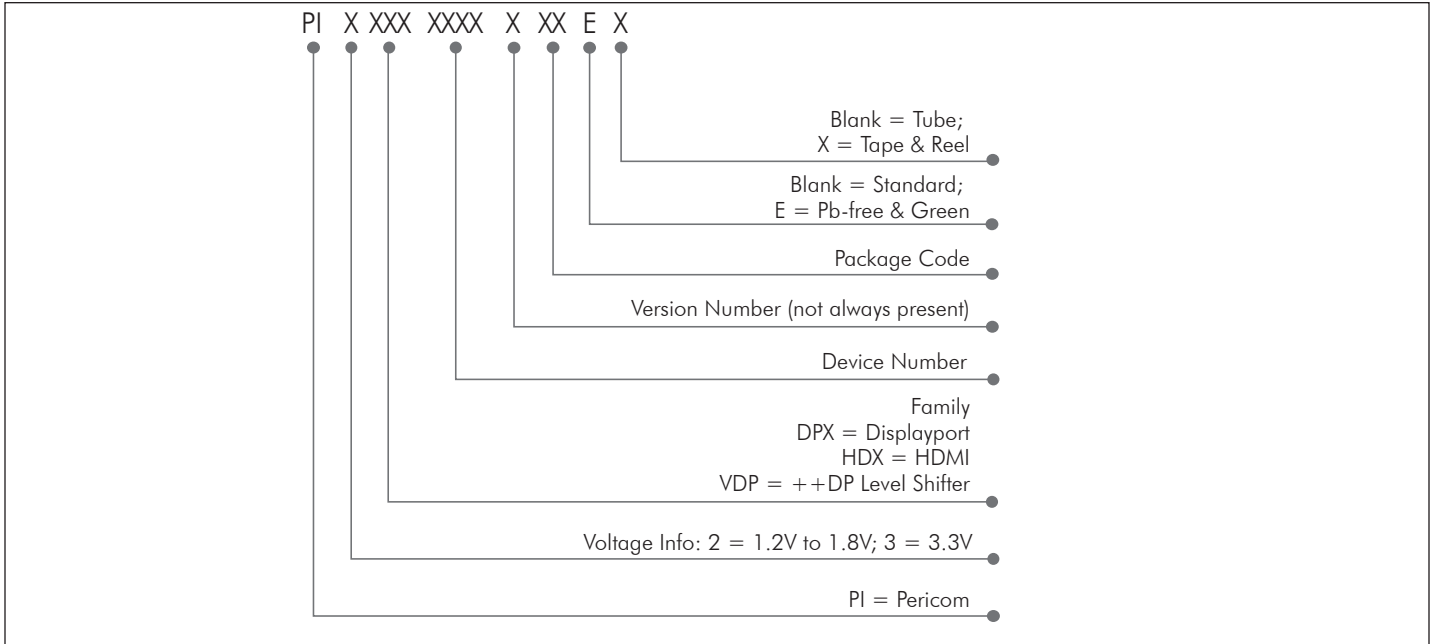 PI X XXX XXXX X XX E X
Blank = Tube;
X = Tape & Reel
Blank = Standard;
E = Pb-free & Green
Package Code
Version Number (not always present)
Device Number
Family
DPX = Displayport
HDX = HDMI
VDP = ++DP Level Shifter
Voltage Info: 2 = 1.2V to 1.8V; 3 = 3.3V
PI = Pericom